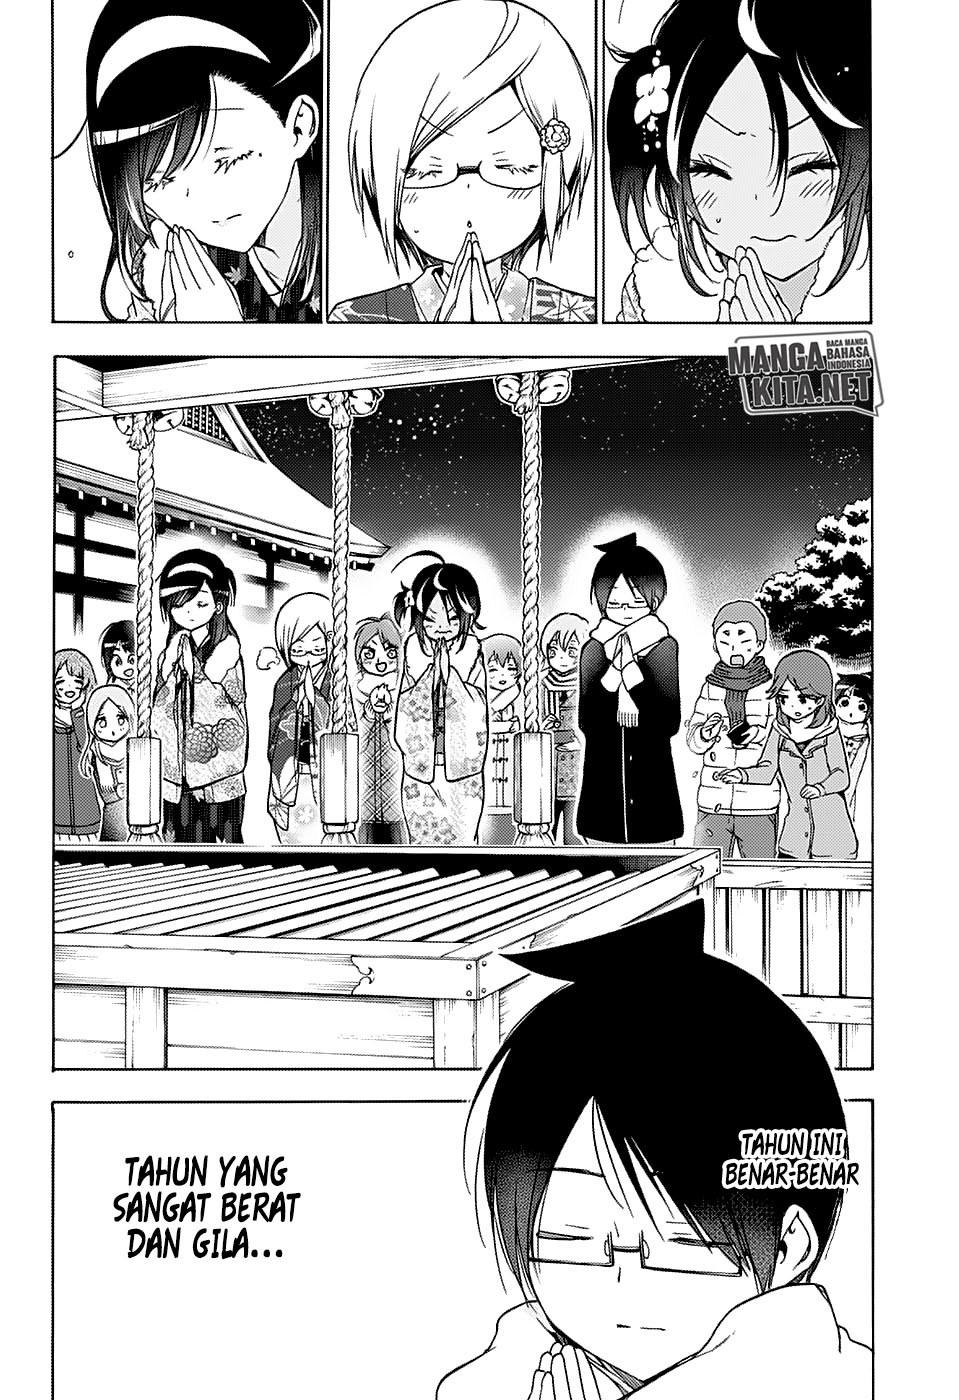 MANGA
KITA.NET
BACA MANGA
BAHASA
INDONESIA
TAHUN INI
BENAR-BENAR
TAHUN YANG
SANGAT BERAT
DAN GILA...